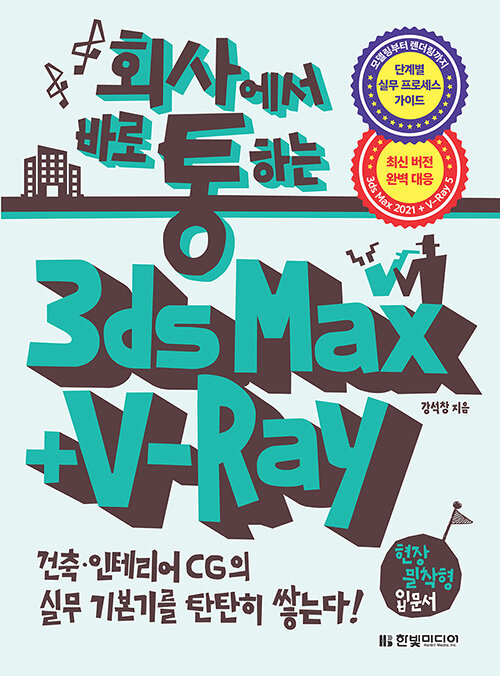 회사에서
바로 통하는
모델링부터 렌더링까지
단계별
실무 프로세스
가이드
최신 버전
완벽 대응
3ds Max 2021 + V-Ray 5
3ds Max
+V-Ray
강석창 지음
건축·인테리어 CG의
실무 기본기를 탄탄히 쌓는다!
현장
밀착형
입문서
한빛미디어
Hanbit Media, Inc.